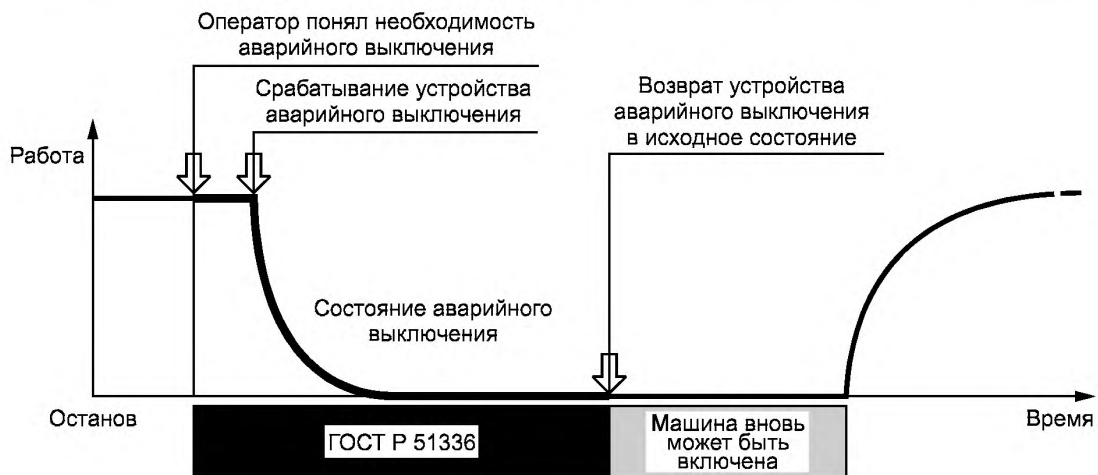 Оператор понял необходимость
аварийного выключения
Срабатывание устройства
аварийного выключения
Возврат устройства
аварийного выключения
в исходное состояние
Работа
Состояние аварийного
выключения
Останов
Время
ГОСТ Р 51336
Машина вновь
может быть
включена